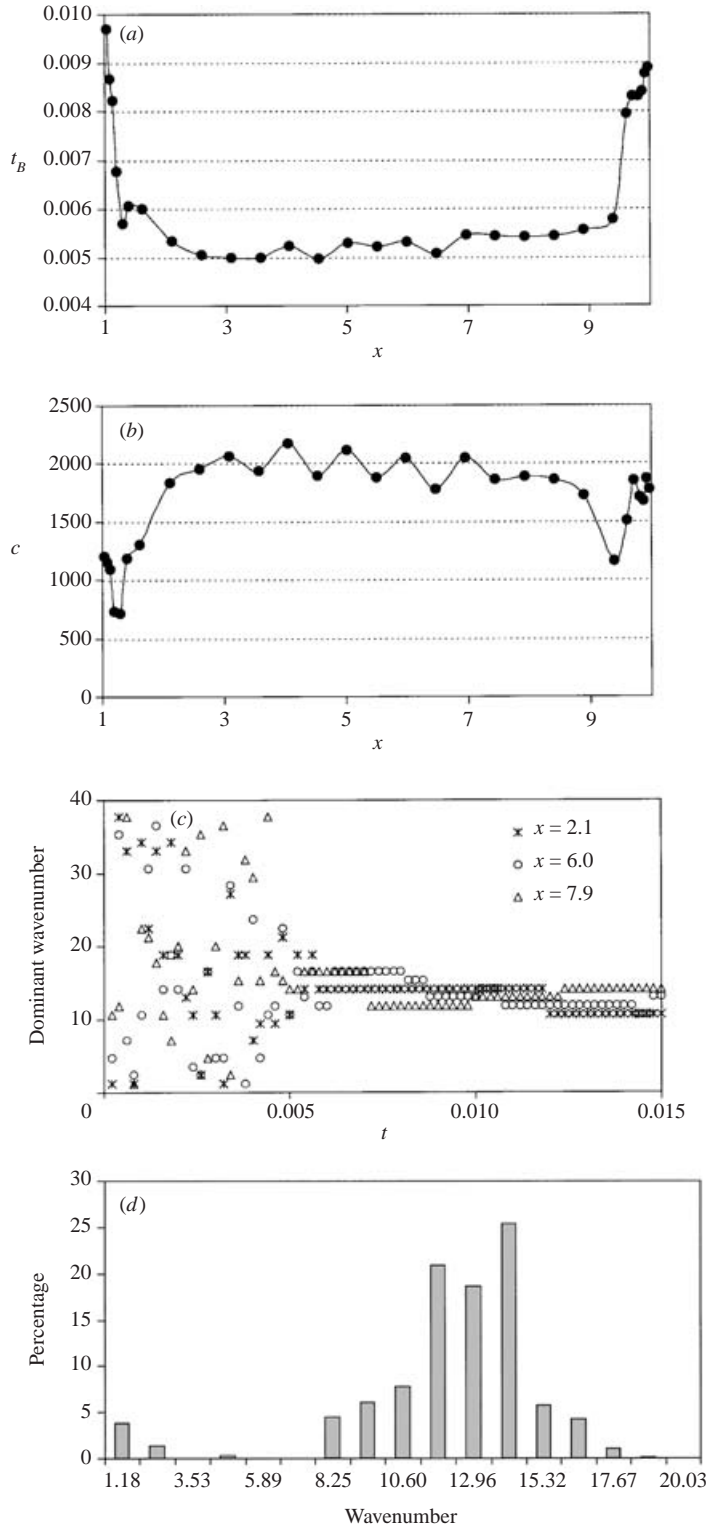 (a)
0.010
0.009
0.008
0.007
0.006
0.005
0.004
t_B
1 3 5 7 9
x
(b)
2500
2000
1500
1000
500
0
c
1 3 5 7 9
x
(c)
40
30
20
10
Dominant wavenumber
x = 2.1
x = 6.0
x = 7.9
0 0.005 0.010 0.015
t
(d)
30
25
20
15
10
5
0
Percentage
1.18 3.53 5.89 8.25 10.60 12.96 15.32 17.67 20.03
Wavenumber